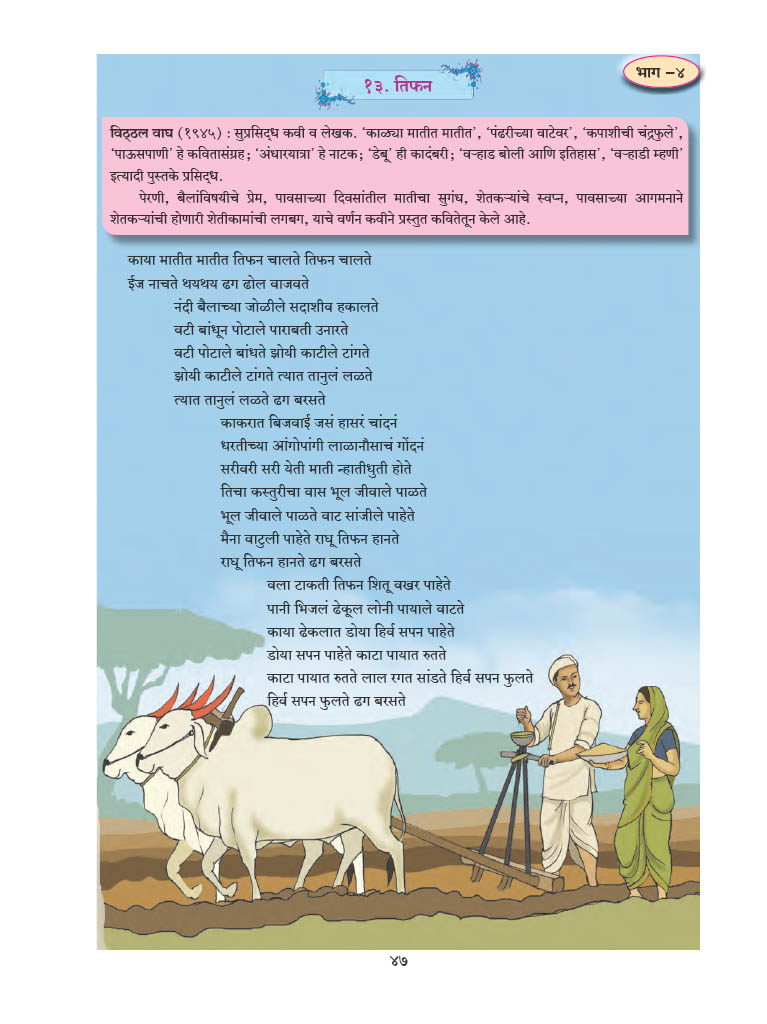 भाग –४
१३. तिफन
विठ्ठल वाघ (१९४५) : सुप्रसिद्ध कवी व लेखक. ‘काळ्या मातीत मातीत’, ‘पंढरीच्या वाटेवर’, ‘कपाशीची चंद्रफुले’,
‘पाऊसपाणी’ हे कवितासंग्रह; ‘अंधारयात्रा’ हे नाटक; ‘डेबू’ ही कादंबरी; ‘वऱ्हाड बोली आणि इतिहास’, ‘वऱ्हाडी म्हणी’
इत्यादी पुस्तके प्रसिद्ध.
पेरणी, बैलांविषयीचे प्रेम, पावसाच्या दिवसांतील मातीचा सुगंध, शेतकऱ्यांचे स्वप्न, पावसाच्या आगमनाने
शेतकऱ्यांची होणारी शेतीकामांची लगबग, याचे वर्णन कवीने प्रस्तुत कवितेतून केले आहे.
काया मातीत मातीत तिफन चालते तिफन चालते
ईज नाचते थयथय ढग ढोल वाजवते
नंदी बैलाच्या जोळीले सदाशीव हकालते
वटी बांधून पोटाले पाराबती उनारते
वटी पोटाले बांधते झोयी काटीले टांगते
झोयी काटीले टांगते त्यात तानुलं लळते
त्यात तानुलं लळते ढग बरसते
काकरात बिजवाई जसं हासरं चांदनं
धरतीच्या आंगोपांगी लाळानौसाचं गोंदनं
सरीवरी सरी येती माती न्हातीधुती होते
तिचा कस्तुरीचा वास भूल जीवाले पाळते
भूल जीवाले पाळते वाट सांजीले पाहेते
मैना वाटुली पाहेते राघू तिफन हानते
राघू तिफन हानते ढग बरसते
वला टाकती तिफन शितू वखर पाहेते
पानी भिजलं ढेकूल लोनी पायाले वाटते
काया ढेकलात डोया हिर्व सपन पाहेते
डोया सपन पाहेते काटा पायात रुतते
काटा पायात रुतते लाल रगत सांडते हिर्व सपन फुलते
हिर्व सपन फुलते ढग बरसते
४७